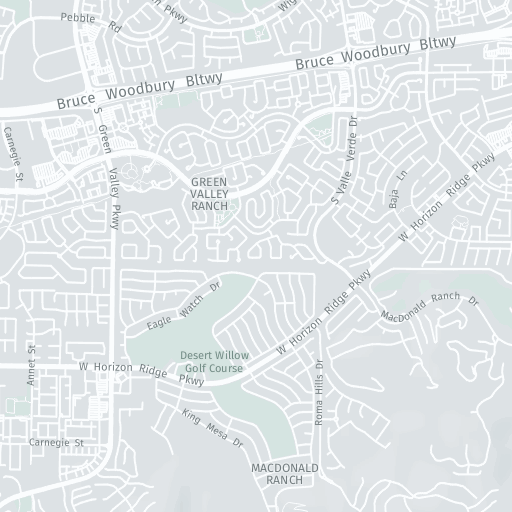 Pebble Rd
Pkwy
Bruce Woodbury Bltwy
Bruce Woodbury Bltwy
S Green Valley Pkwy
Carnegie St
S Valle Verde Dr
Baja Ln
W Horizon Ridge Pkwy
GREEN
VALLEY
RANCH
Eagle Watch Dr
W Horizon Ridge Pkwy
MacDonald Ranch Dr
Desert Willow
Golf Course
W Horizon Ridge Pkwy
Annet St
Roma Hills Dr
King Mesa Dr
Carnegie St
MACDONALD
RANCH